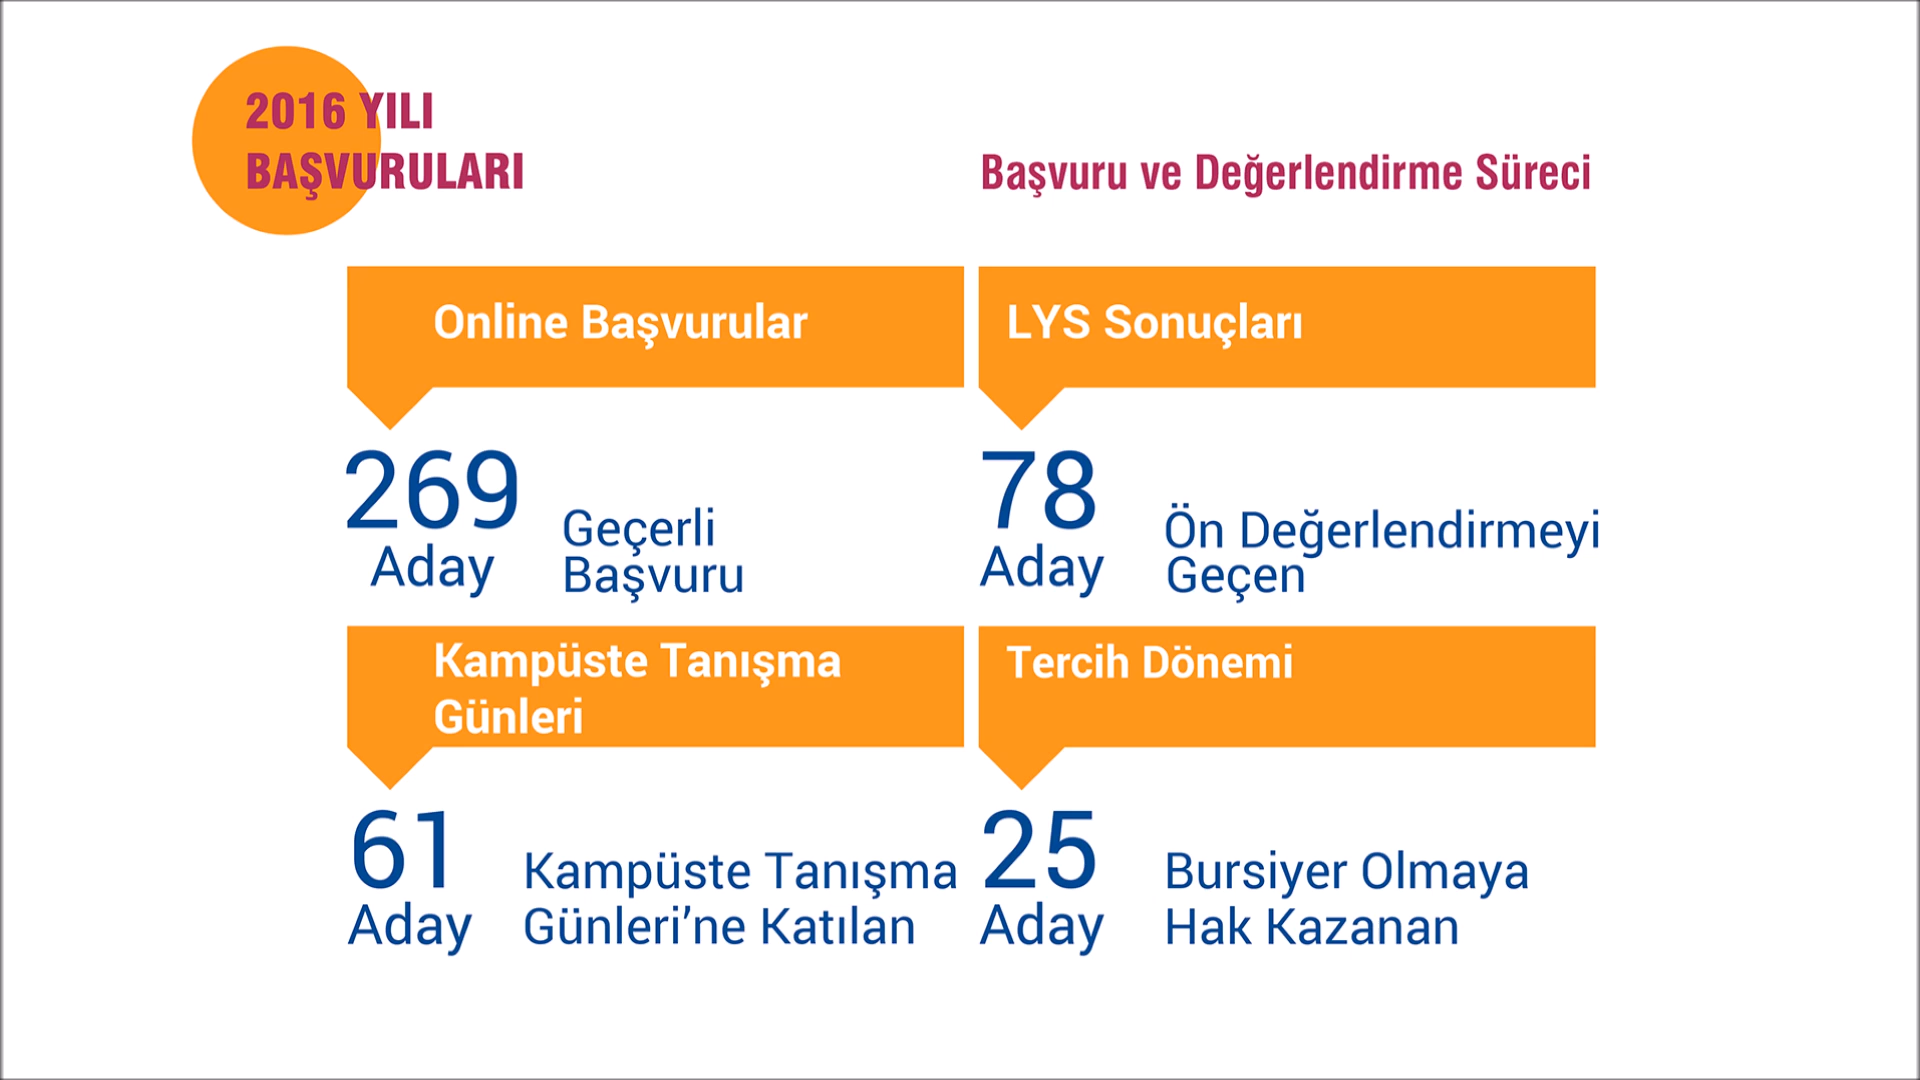 2016 YILI
BAŞVURULARI
Başvuru ve Değerlendirme Süreci
Online Başvurular
269
Aday
Geçerli
Başvuru
LYS Sonuçları
78
Aday
Ön Değerlendirmeyi
Geçen
Kampüste Tanışma
Günleri
61
Aday
Kampüste Tanışma
Günleri’ne Katılan
Tercih Dönemi
25
Aday
Bursiyer Olmaya
Hak Kazanan